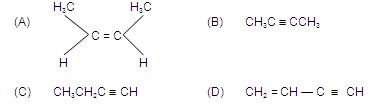 H₃C H₃C
(A) C = C (B) CH₃C ≡ CCH₃
H H
(C) CH₃CH₂C ≡ CH (D) CH₂ = CH — C ≡ CH